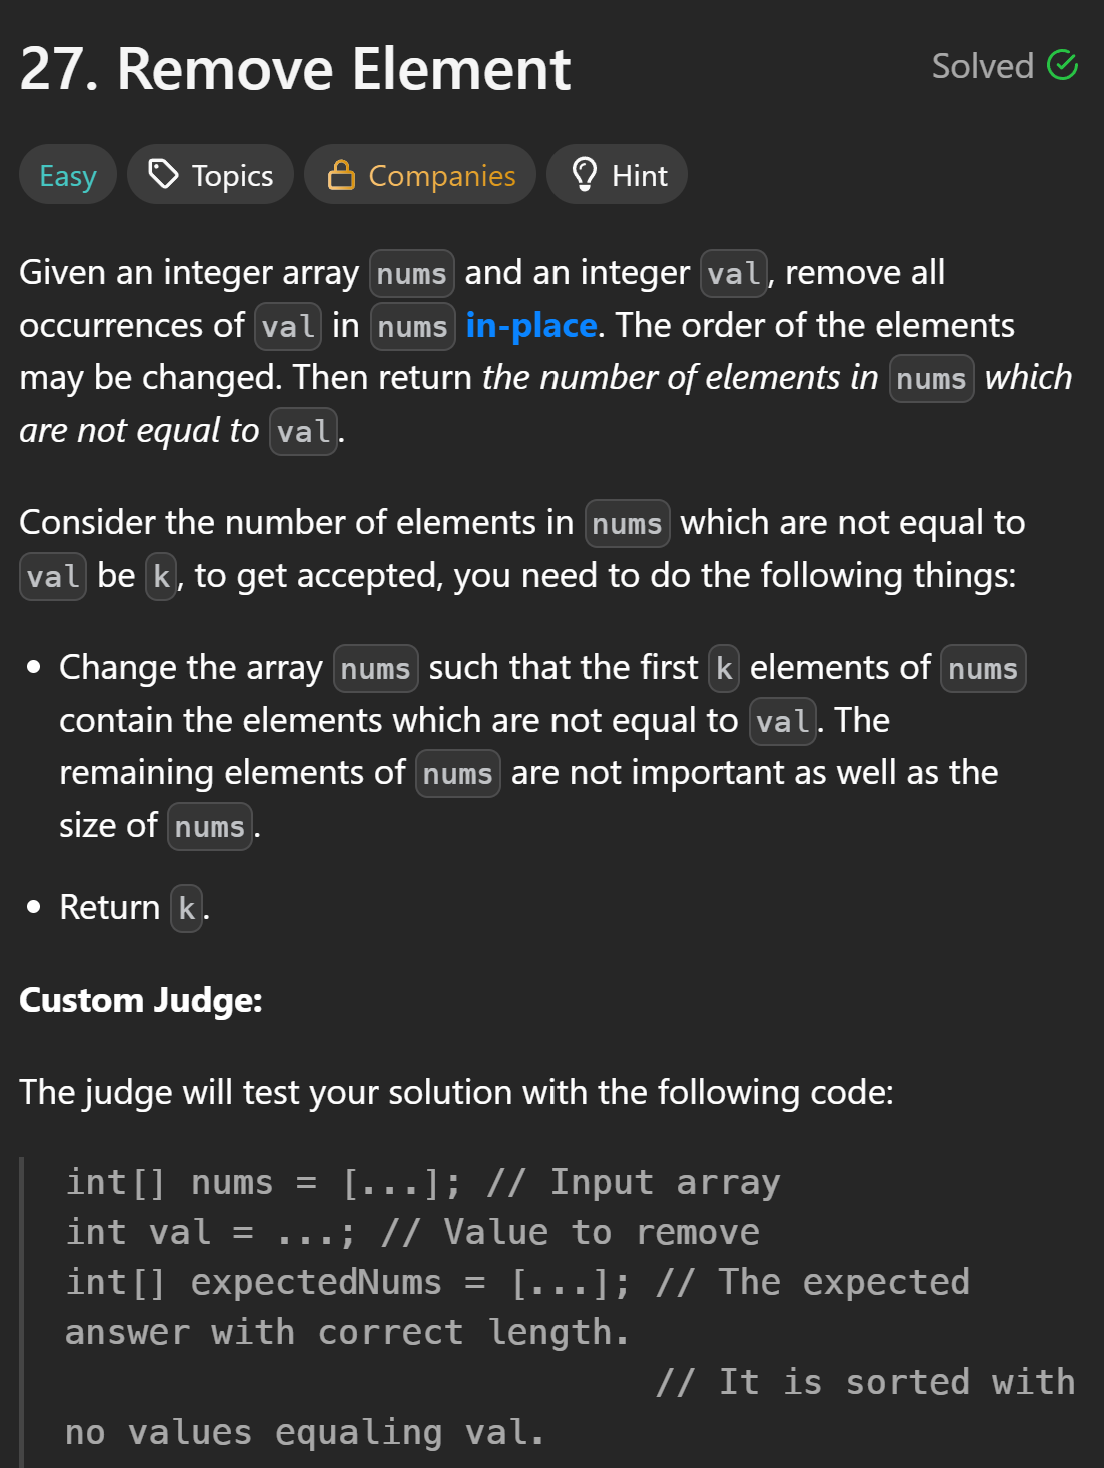 27. Remove Element
Solved
Easy
Topics
Companies
Hint
Given an integer array nums and an integer val, remove all
occurrences of val in nums in-place. The order of the elements
may be changed. Then return the number of elements in nums which
are not equal to val.
Consider the number of elements in nums which are not equal to
val be k, to get accepted, you need to do the following things:
• Change the array nums such that the first k elements of nums
contain the elements which are not equal to val. The
remaining elements of nums are not important as well as the
size of nums.
• Return k.
Custom Judge:
The judge will test your solution with the following code:
int[] nums = [...]; // Input array
int val = ...; // Value to remove
int[] expectedNums = [...]; // The expected
answer with correct length.
// It is sorted with
no values equaling val.